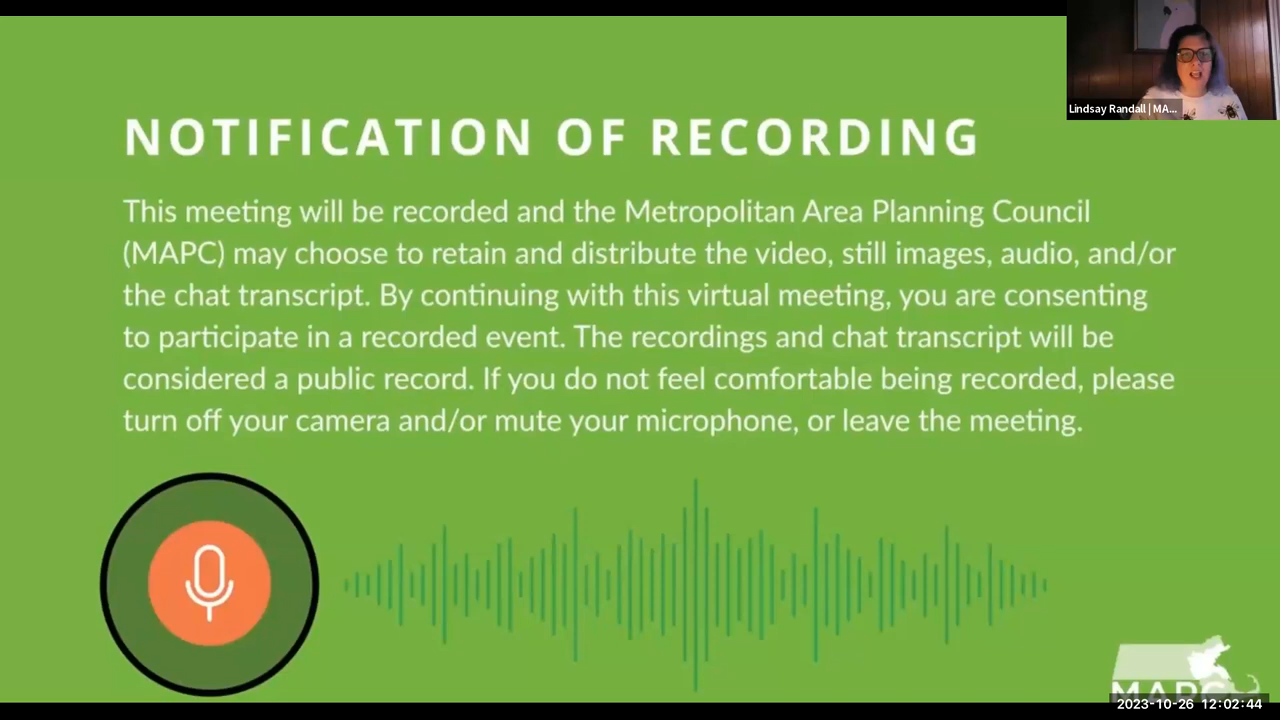 Lindsay Randall | MA...
NOTIFICATION OF RECORDING
This meeting will be recorded and the Metropolitan Area Planning Council
(MAPC) may choose to retain and distribute the video, still images, audio, and/or
the chat transcript. By continuing with this virtual meeting, you are consenting
to participate in a recorded event. The recordings and chat transcript will be
considered a public record. If you do not feel comfortable being recorded, please
turn off your camera and/or mute your microphone, or leave the meeting.
MAPC
2023-10-26 12:02:44